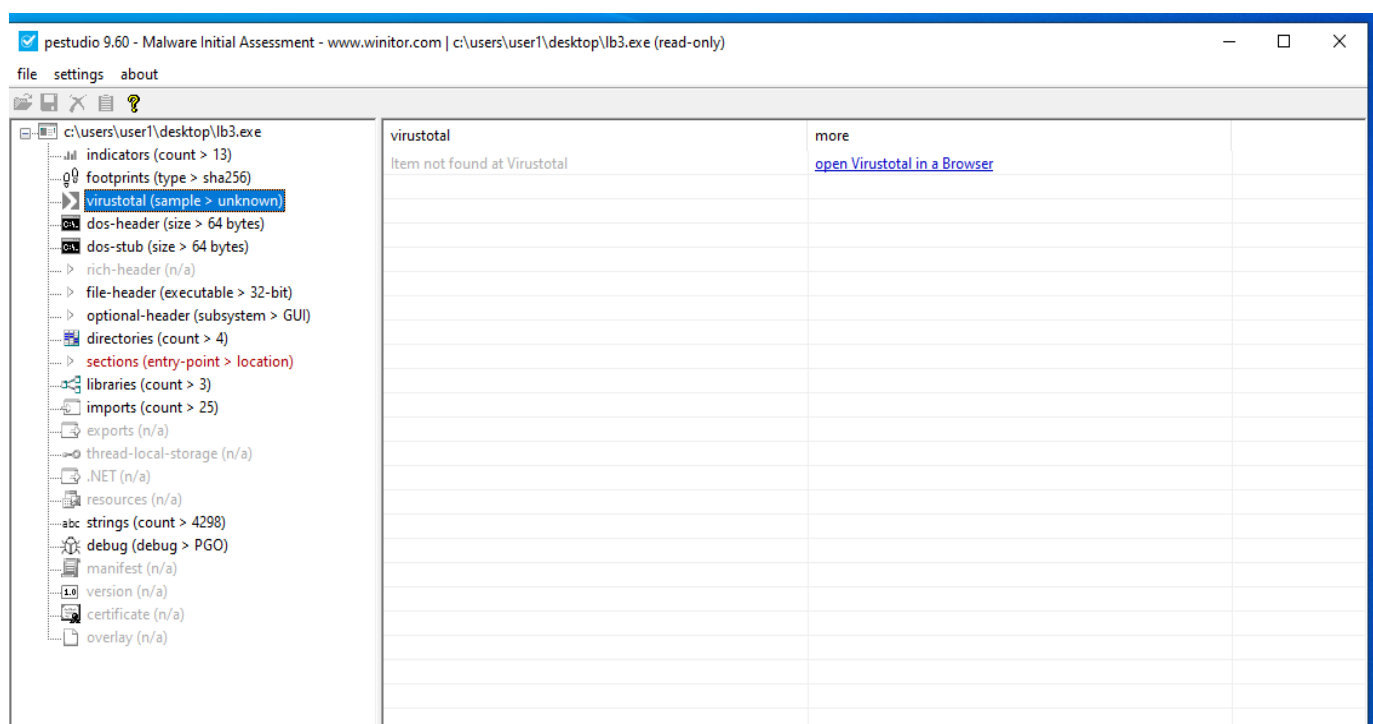 pestudio 9.60 - Malware Initial Assessment - www.winitor.com | c:\users\user1\desktop\lb3.exe (read-only)
file settings about
c:\users\user1\desktop\lb3.exe
indicators (count > 13)
footprints (type > sha256)
virustotal (sample > unknown)
dos-header (size > 64 bytes)
dos-stub (size > 64 bytes)
rich-header (n/a)
file-header (executable > 32-bit)
optional-header (subsystem > GUI)
directories (count > 4)
sections (entry-point > location)
libraries (count > 3)
imports (count > 25)
exports (n/a)
thread-local-storage (n/a)
.NET (n/a)
resources (n/a)
abc strings (count > 4298)
debug (debug > PGO)
manifest (n/a)
1.0 version (n/a)
certificate (n/a)
overlay (n/a)
virustotal more
Item not found at Virustotal open Virustotal in a Browser